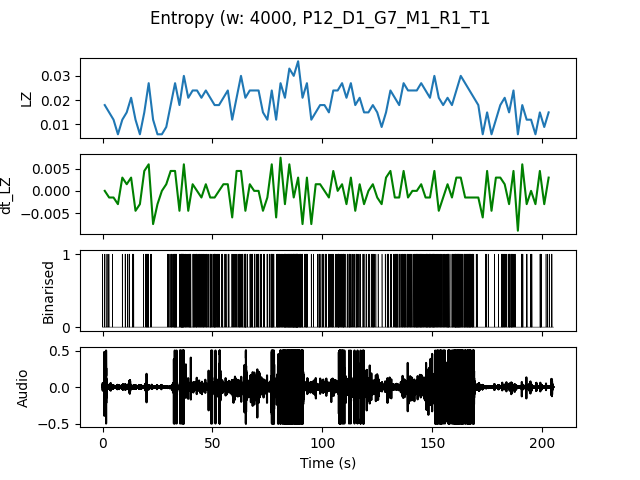 Entropy (w: 4000, P12_D1_G7_M1_R1_T1
LZ
0.03
0.02
0.01
dt_LZ
0.005
0.000
−0.005
Binarised
1
0
Audio
0.5
0.0
−0.5
0 50 100 150 200
Time (s)